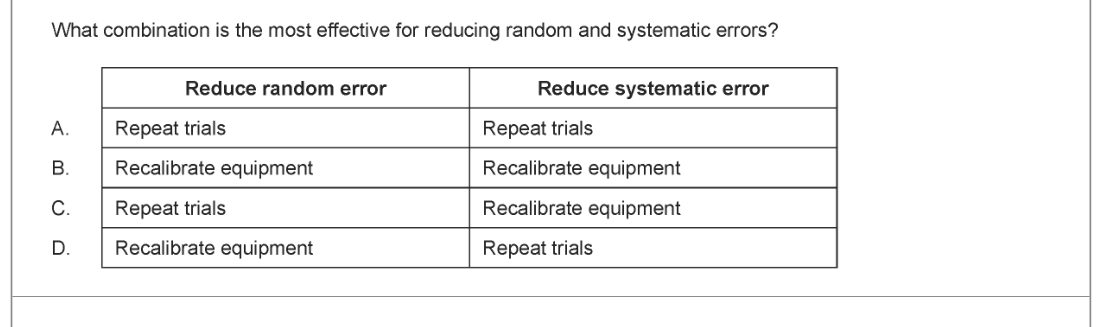 What combination is the most effective for reducing random and systematic errors?
Reduce random error Reduce systematic error
A. Repeat trials Repeat trials
B. Recalibrate equipment Recalibrate equipment
C. Repeat trials Recalibrate equipment
D. Recalibrate equipment Repeat trials